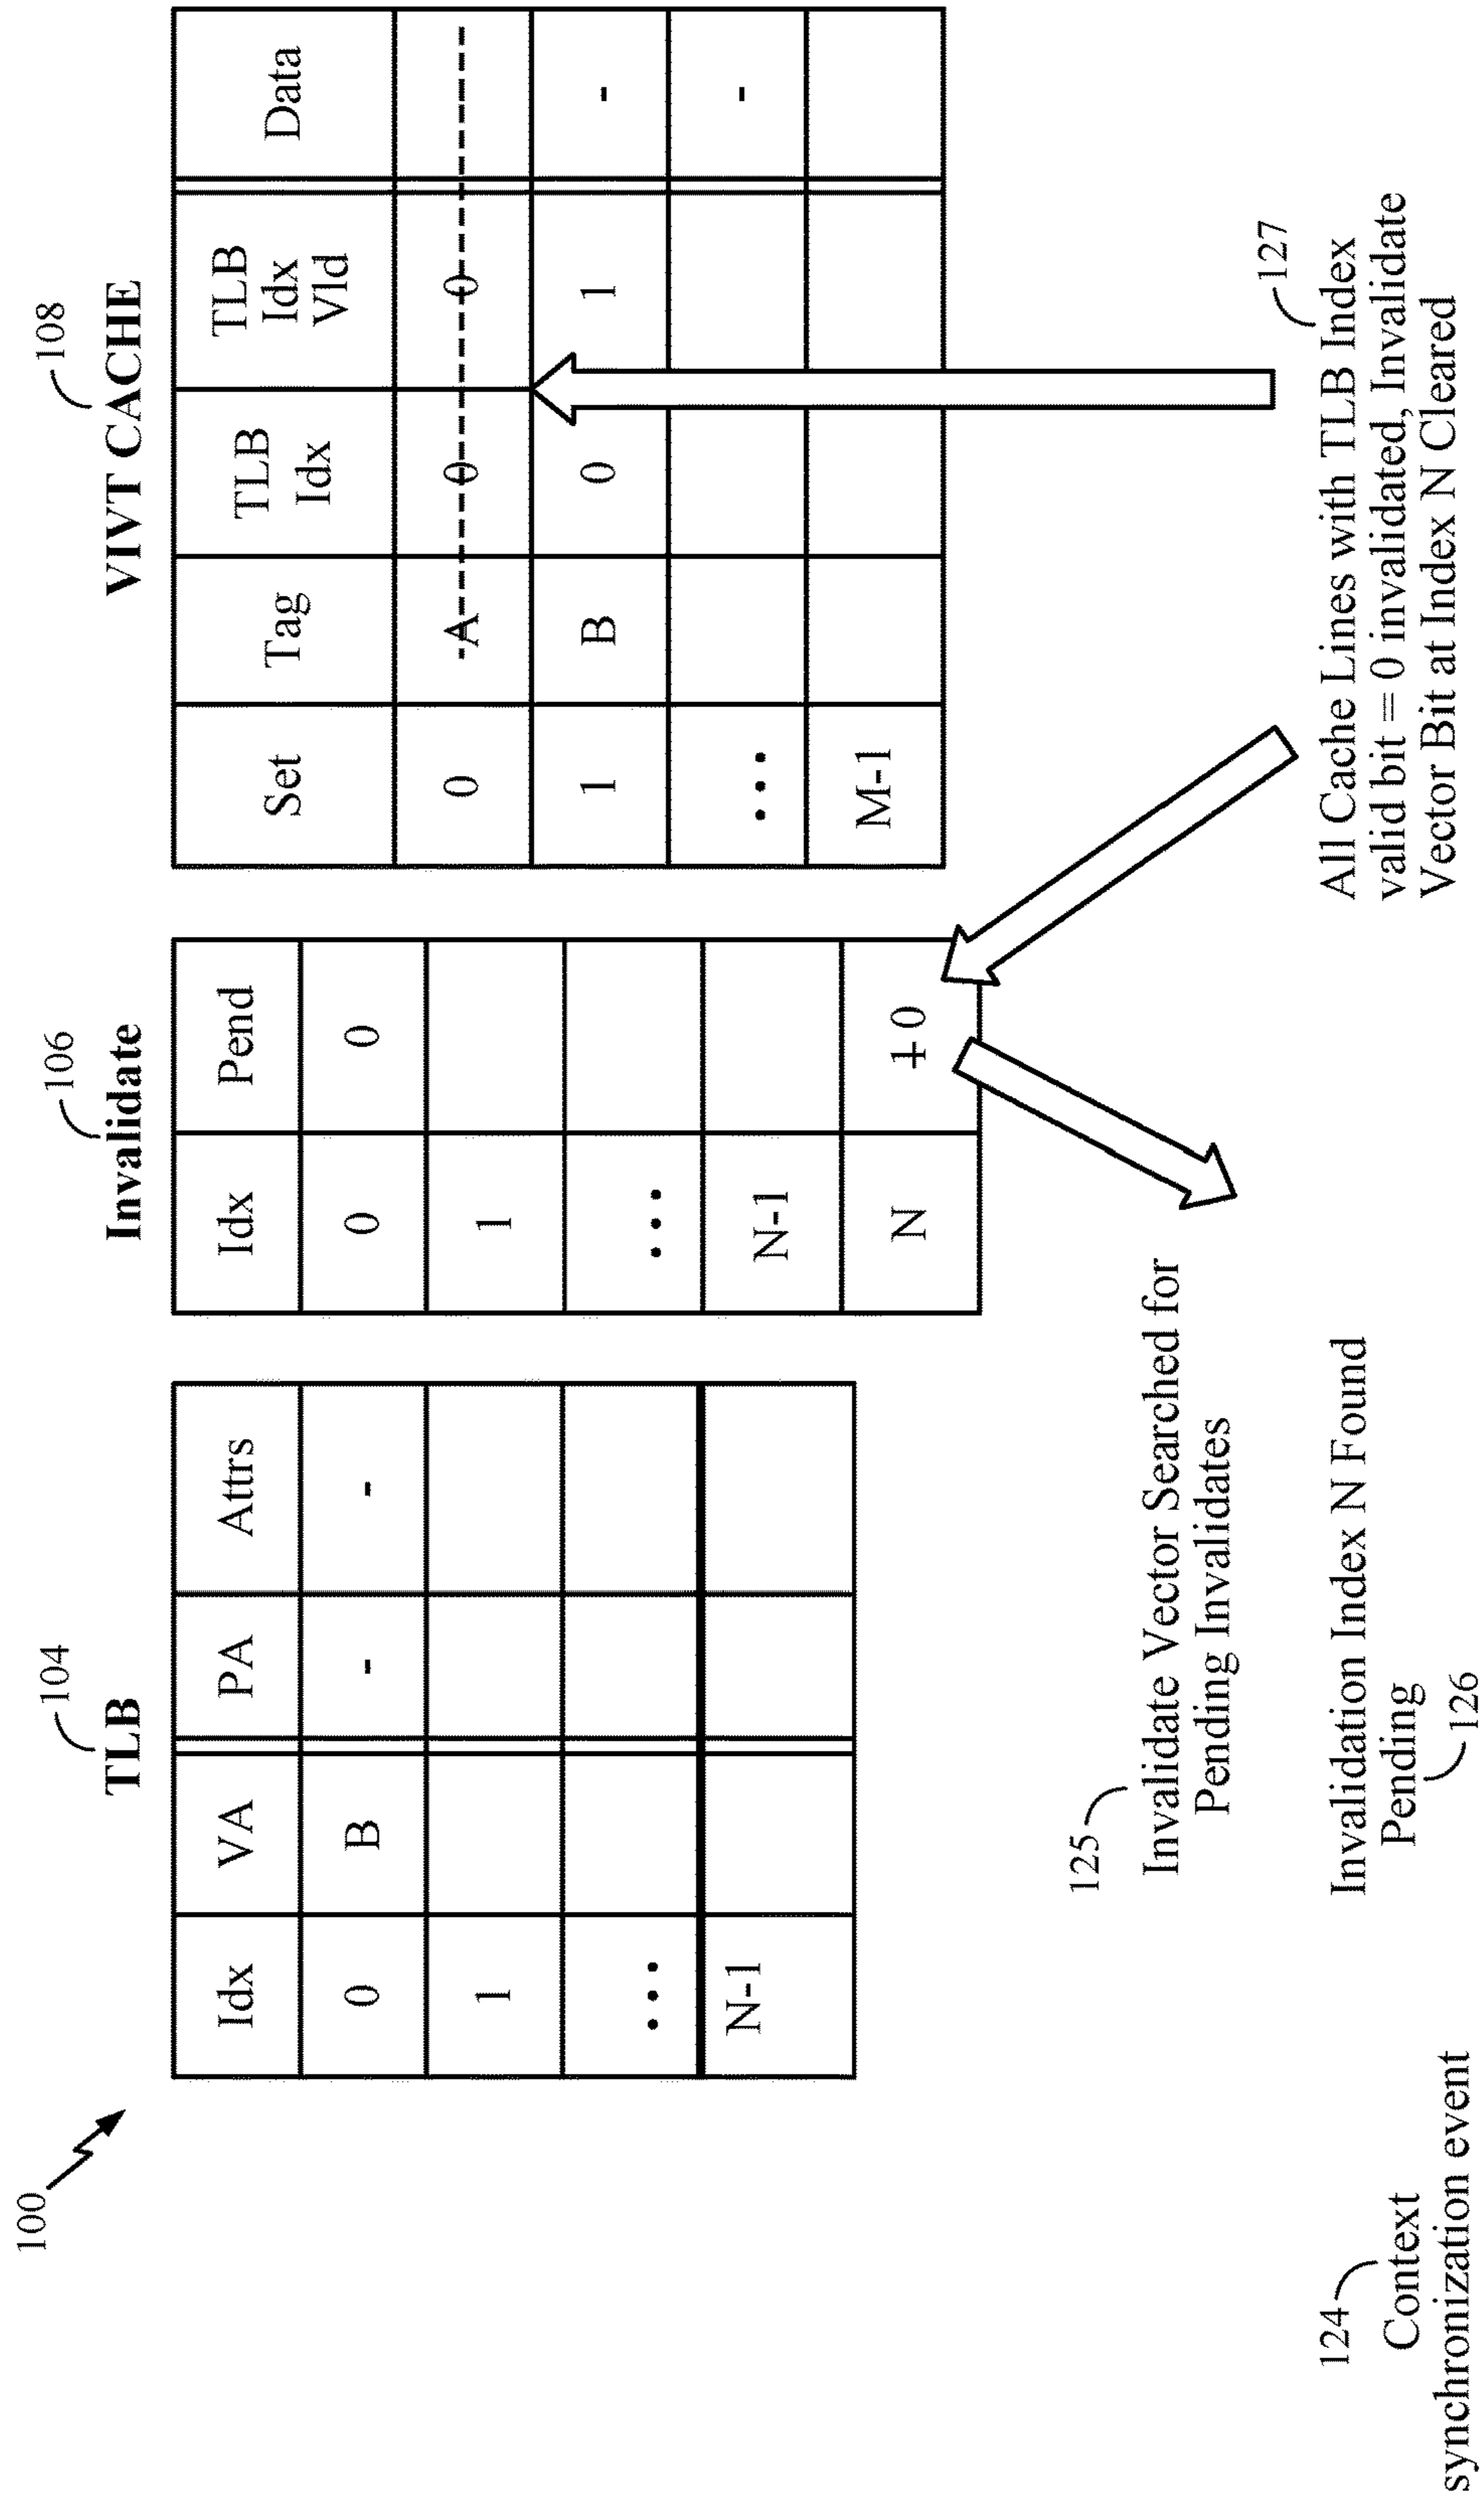 100
104
TLB
Idx VA PA Attrs
0 B - -
1
...
N-1
106
Invalidate
Idx Pend
0 0
1
...
N-1
N 1 0
108
VIVT CACHE
Set Tag TLB Idx TLB Idx Vld Data
0 A 0 0
1 B 0 1 -
... -
M-1
124
Context
synchronization event
125
Invalidate Vector Searched for
Pending Invalidates
Invalidation Index N Found
Pending
126
127
All Cache Lines with TLB Index
valid bit = 0 invalidated, Invalidate
Vector Bit at Index N Cleared